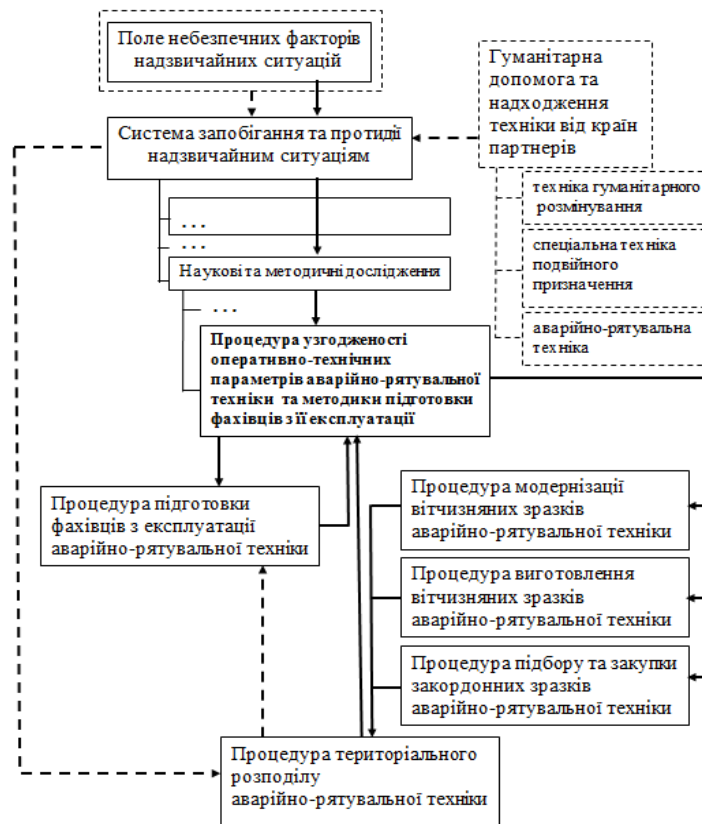 Поле небезпечних факторів
надзвичайних ситуацій
Гуманітарна
допомога та
надходження
техніки від країн
партнерів
Система запобігання та протидії
надзвичайним ситуаціям
техніка гуманітарного
розмінування
спеціальна техніка
подвійного
призначення
аварійно-рятувальна
техніка
...
...
Наукові та методичні дослідження
...
Процедура узгодженості
оперативно-технічних
параметрів аварійно-рятувальної
техніки та методики підготовки
фахівців з її експлуатації
Процедура підготовки
фахівців з експлуатації
аварійно-рятувальної техніки
Процедура модернізації
вітчизняних зразків
аварійно-рятувальної техніки
Процедура виготовлення
вітчизняних зразків
аварійно-рятувальної техніки
Процедура підбору та закупки
закордонних зразків
аварійно-рятувальної техніки
Процедура територіального
розподілу
аварійно-рятувальної техніки